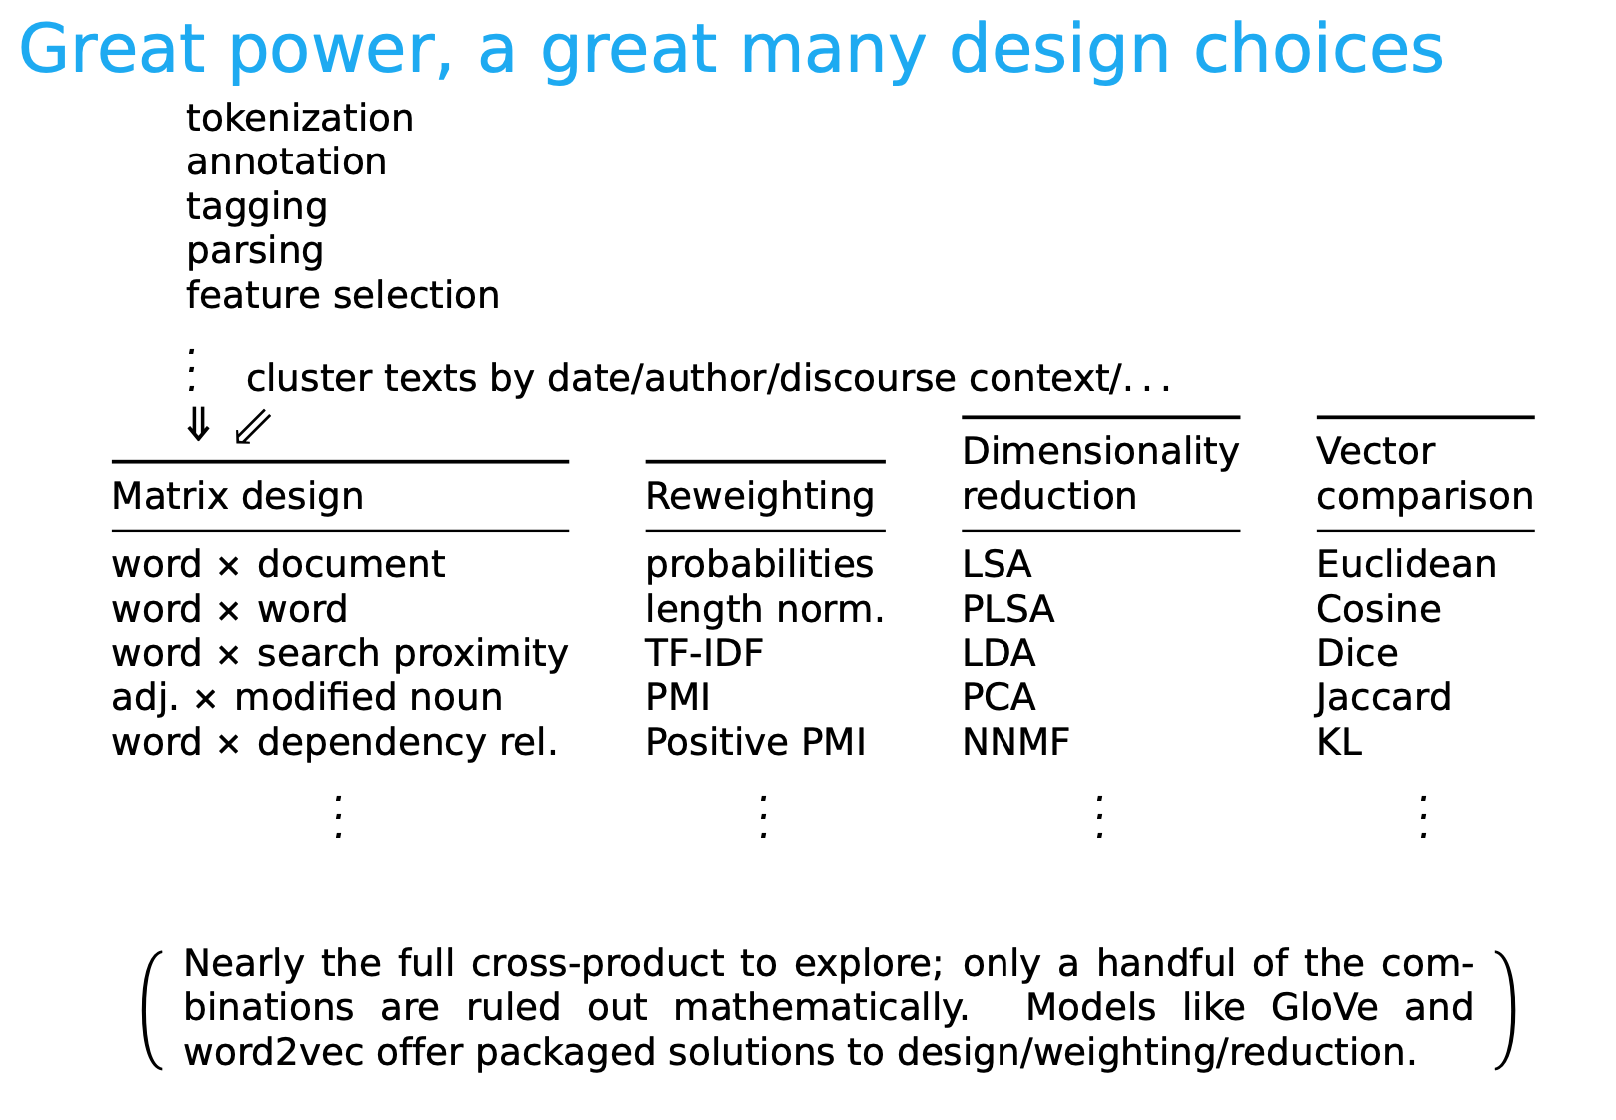 Great power, a great many design choices
tokenization
annotation
tagging
parsing
feature selection
⋮
cluster texts by date/author/discourse context/. . .
⇓ ⇙
Matrix design
word × document
word × word
word × search proximity
adj. × modified noun
word × dependency rel.
⋮
Reweighting
probabilities
length norm.
TF-IDF
PMI
Positive PMI
⋮
Dimensionality
reduction
LSA
PLSA
LDA
PCA
NNMF
⋮
Vector
comparison
Euclidean
Cosine
Dice
Jaccard
KL
⋮
Nearly the full cross-product to explore; only a handful of the com-
binations are ruled out mathematically. Models like GloVe and
word2vec offer packaged solutions to design/weighting/reduction.